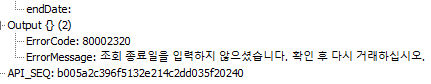 endDate:
Output {} (2)
ErrorCode: 80002320
ErrorMessage: 조회 종료일을 입력하지 않으셨습니다. 확인 후 다시 거래하십시오.
API_SEQ: b005a2c396f5132e214c2dd035f20240